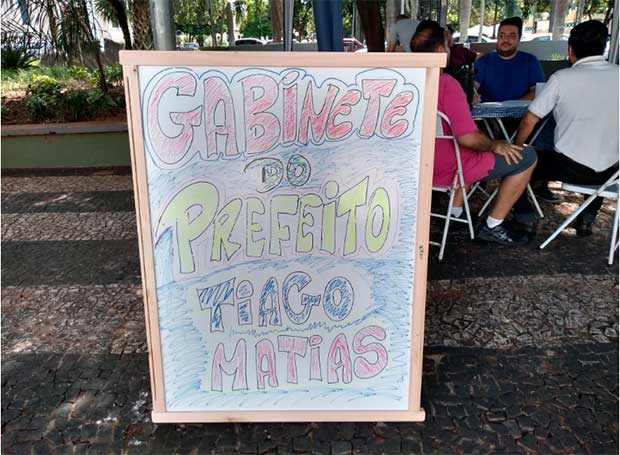 GABINETE
DO
PREFEITO
TIAGO
MATIAS